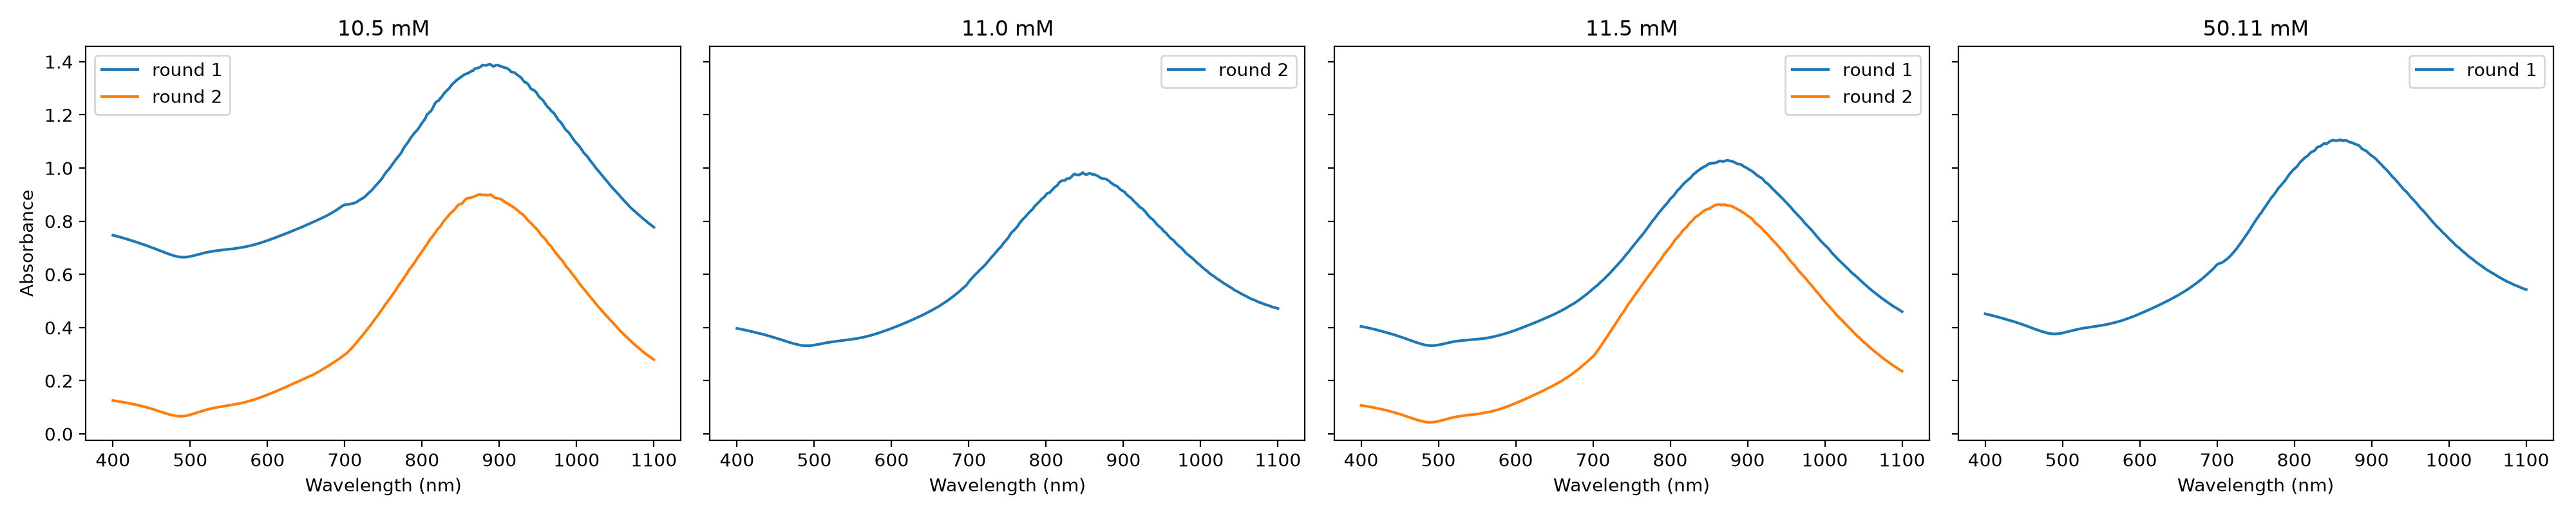 10.5 mM
1.4
1.2
1.0
0.8
0.6
0.4
0.2
0.0
Absorbance
round 1
round 2
400 500 600 700 800 900 1000 1100
Wavelength (nm)
11.0 mM
round 2
400 500 600 700 800 900 1000 1100
Wavelength (nm)
11.5 mM
round 1
round 2
400 500 600 700 800 900 1000 1100
Wavelength (nm)
50.11 mM
round 1
400 500 600 700 800 900 1000 1100
Wavelength (nm)